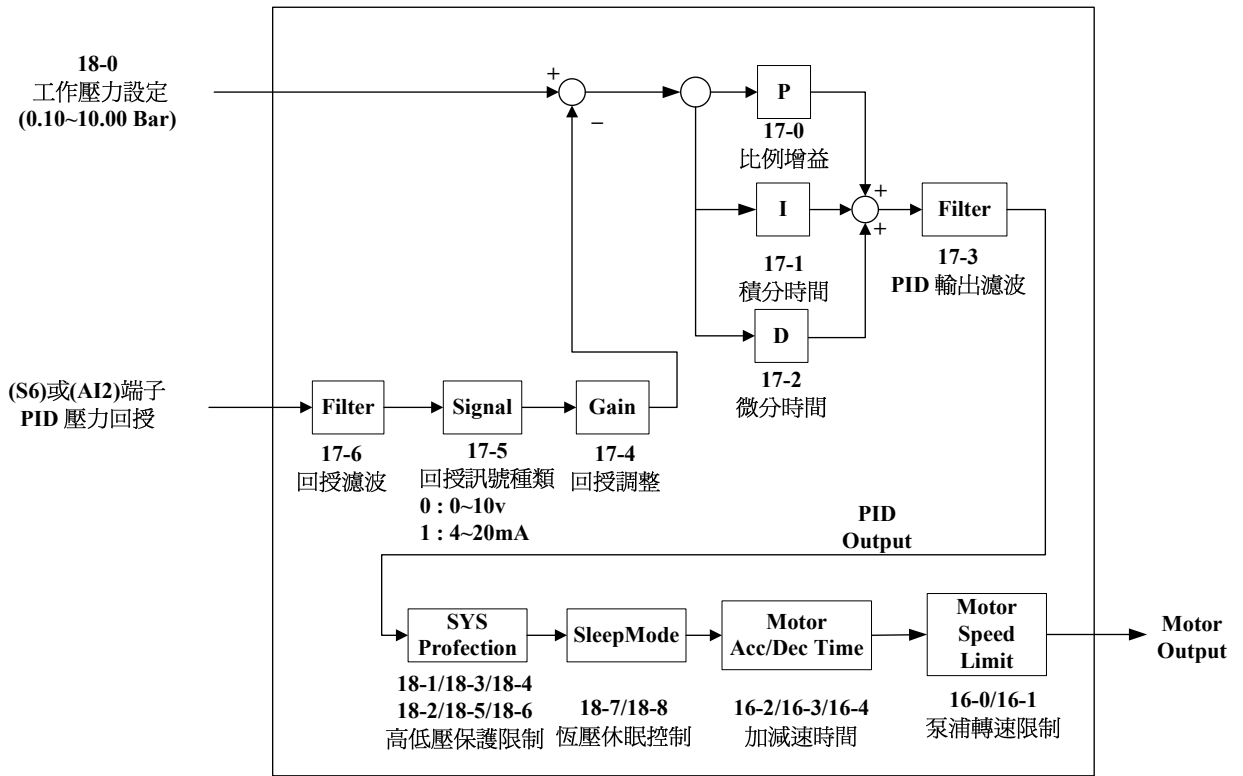 18-0
工作壓力設定
(0.10~10.00 Bar)
+
−
P
17-0
比例增益
I
17-1
積分時間
D
17-2
微分時間
+
+
Filter
17-3
PID 輸出濾波
(S6)或(AI2)端子
PID 壓力回授
Filter
17-6
回授濾波
Signal
17-5
回授訊號種類
0 : 0~10v
1 : 4~20mA
Gain
17-4
回授調整
PID
Output
SYS
Profection
18-1/18-3/18-4
18-2/18-5/18-6
高低壓保護限制
SleepMode
18-7/18-8
恆壓休眠控制
Motor
Acc/Dec Time
16-2/16-3/16-4
加減速時間
Motor
Speed
Limit
16-0/16-1
泵浦轉速限制
Motor
Output